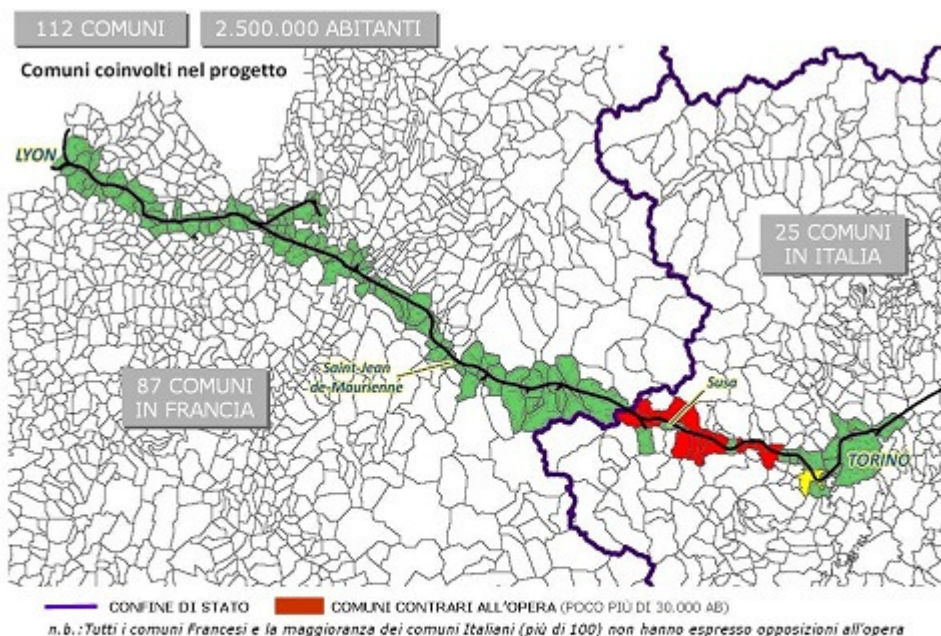 112 COMUNI
2.500.000 ABITANTI
Comuni coinvolti nel progetto
LYON
25 COMUNI
IN ITALIA
Saint-Jean
de-Maurienne
Susa
87 COMUNI
IN FRANCIA
TORINO
CONFINE DI STATO
COMUNI CONTRARI ALL'OPERA (POCO PIÙ DI 30.000 AB)
n.b.:Tutti i comuni Francesi e la maggioranza dei comuni Italiani (più di 100) non hanno espresso opposizioni all'opera